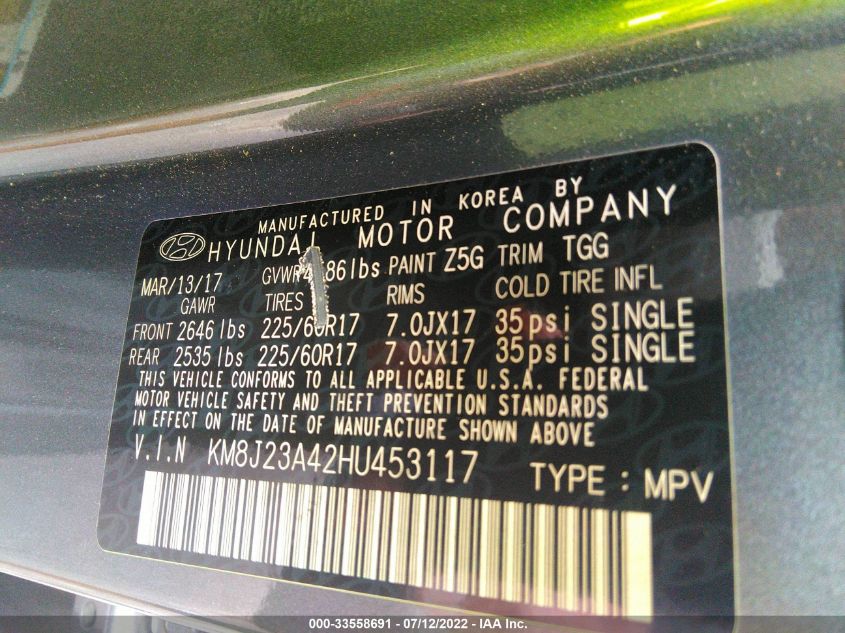 MANUFACTURED IN KOREA BY
HYUNDAI MOTOR COMPANY
MAR/13/17 PAINT Z5G TRIM TGG
GAWR TIRES RIMS COLD TIRE INFL
FRONT 2646 lbs 225/60R17 7.0JX17 35psi SINGLE
REAR 2535 lbs 225/60R17 7.0JX17 35psi SINGLE
THIS VEHICLE CONFORMS TO ALL APPLICABLE U.S.A. FEDERAL
MOTOR VEHICLE SAFETY AND THEFT PREVENTION STANDARDS
IN EFFECT ON THE DATE OF MANUFACTURE SHOWN ABOVE
V.I.N KM8J23A42HU453117 TYPE : MPV
000-33558691 - 07/12/2022 - IAA Inc.